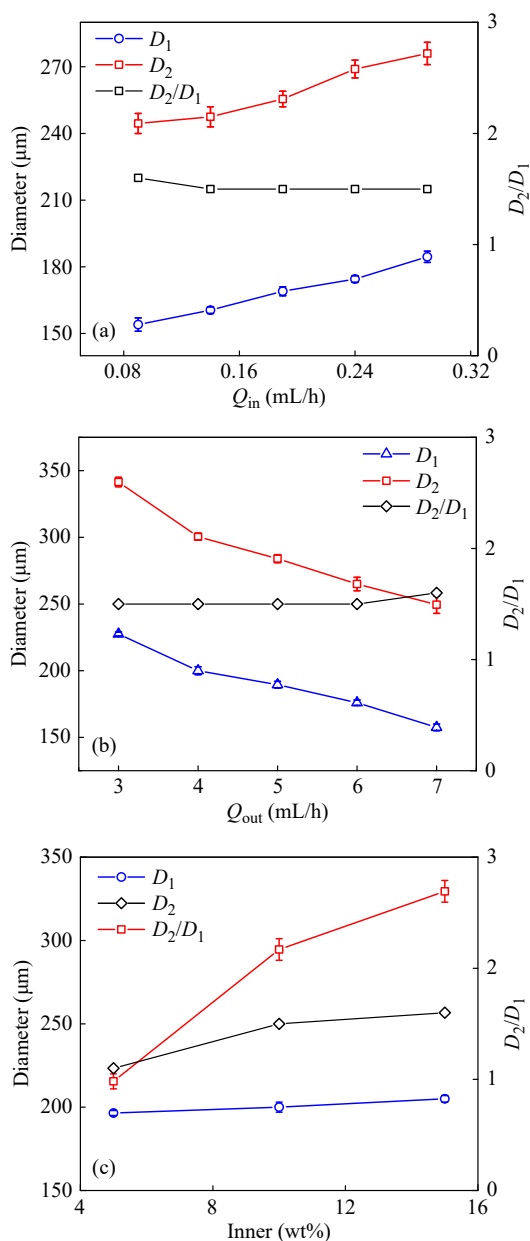 D₁
D₂
D₂/D₁
270
240
210
180
150
Diameter (μm)
3
2
1
0
D₂/D₁
(a)
0.08 0.16 0.24 0.32
Q_in (mL/h)
D₁
D₂
D₂/D₁
350
300
250
200
150
Diameter (μm)
3
2
1
0
D₂/D₁
(b)
3 4 5 6 7
Q_out (mL/h)
D₁
D₂
D₂/D₁
350
300
250
200
150
Diameter (μm)
3
2
1
0
D₂/D₁
(c)
4 8 12 16
Inner (wt%)